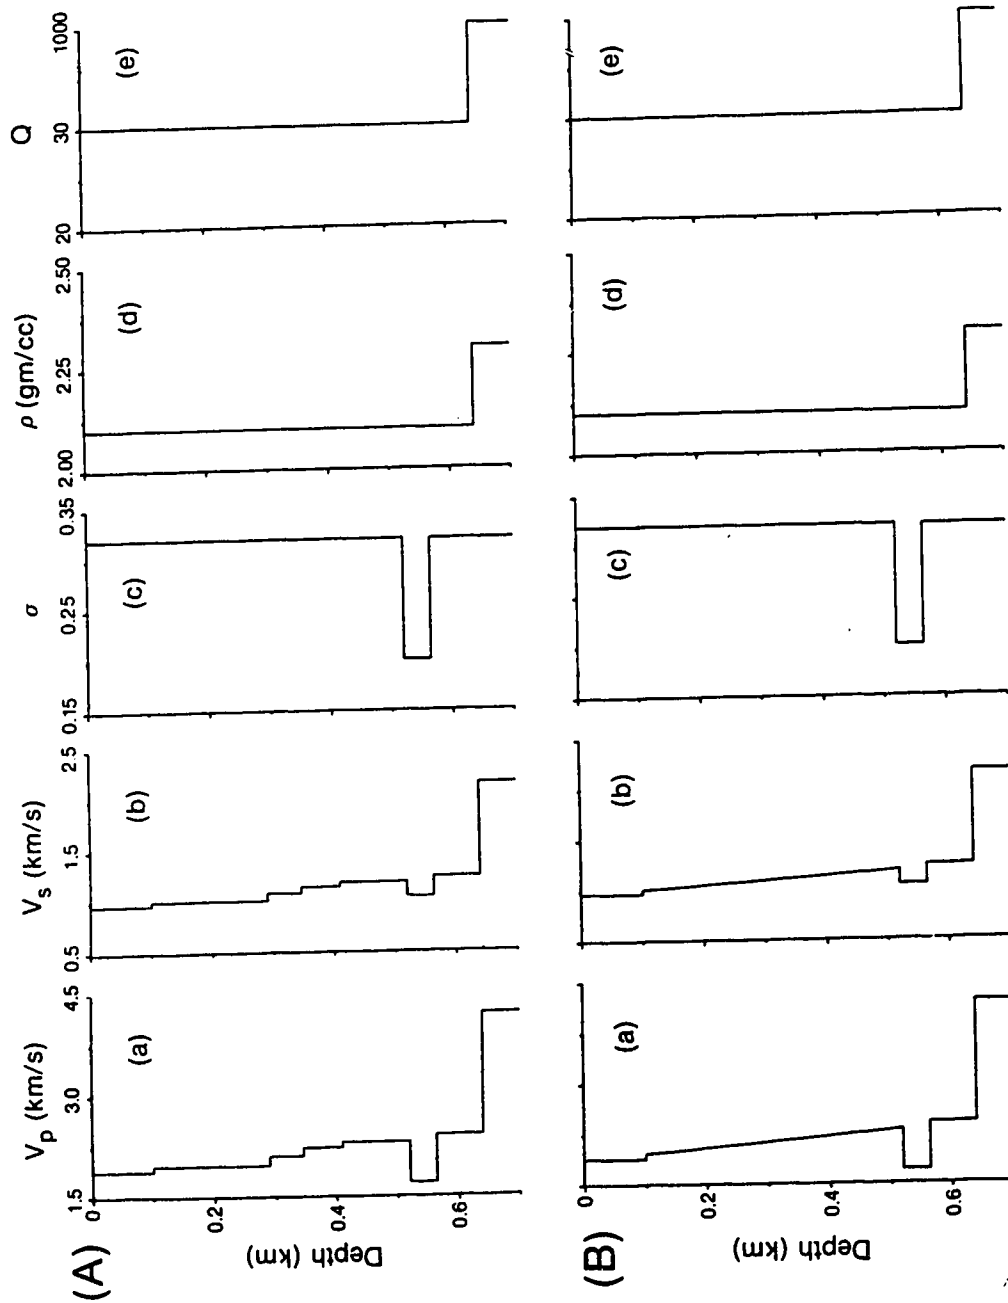 (A)
Vp (km/s)
1.5 3.0 4.5
(a)
Vs (km/s)
0.5 1.5 2.5
(b)
σ
0.15 0.25 0.35
(c)
ρ (gm/cc)
2.00 2.25 2.50
(d)
Q
20 30 1000
(e)
Depth (km)
0 0.2 0.4 0.6
(B)
(a)
(b)
(c)
(d)
(e)
Depth (km)
0 0.2 0.4 0.6